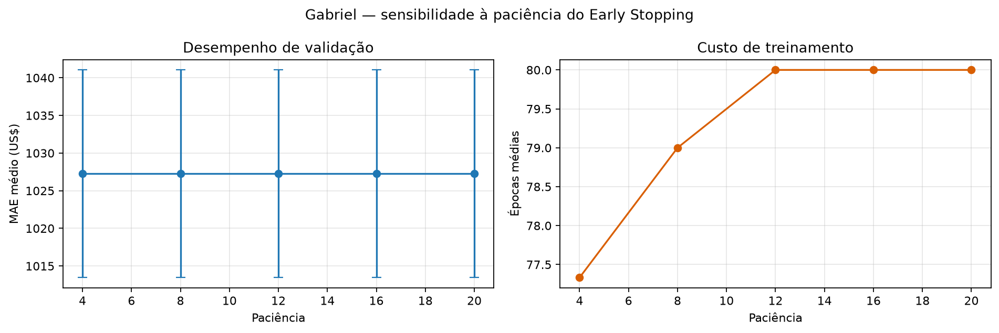 Gabriel — sensibilidade à paciência do Early Stopping
Desempenho de validação
MAE médio (US$)
1040
1035
1030
1025
1020
1015
4 6 8 10 12 14 16 18 20
Paciência
Custo de treinamento
Épocas médias
80.0
79.5
79.0
78.5
78.0
77.5
4 6 8 10 12 14 16 18 20
Paciência